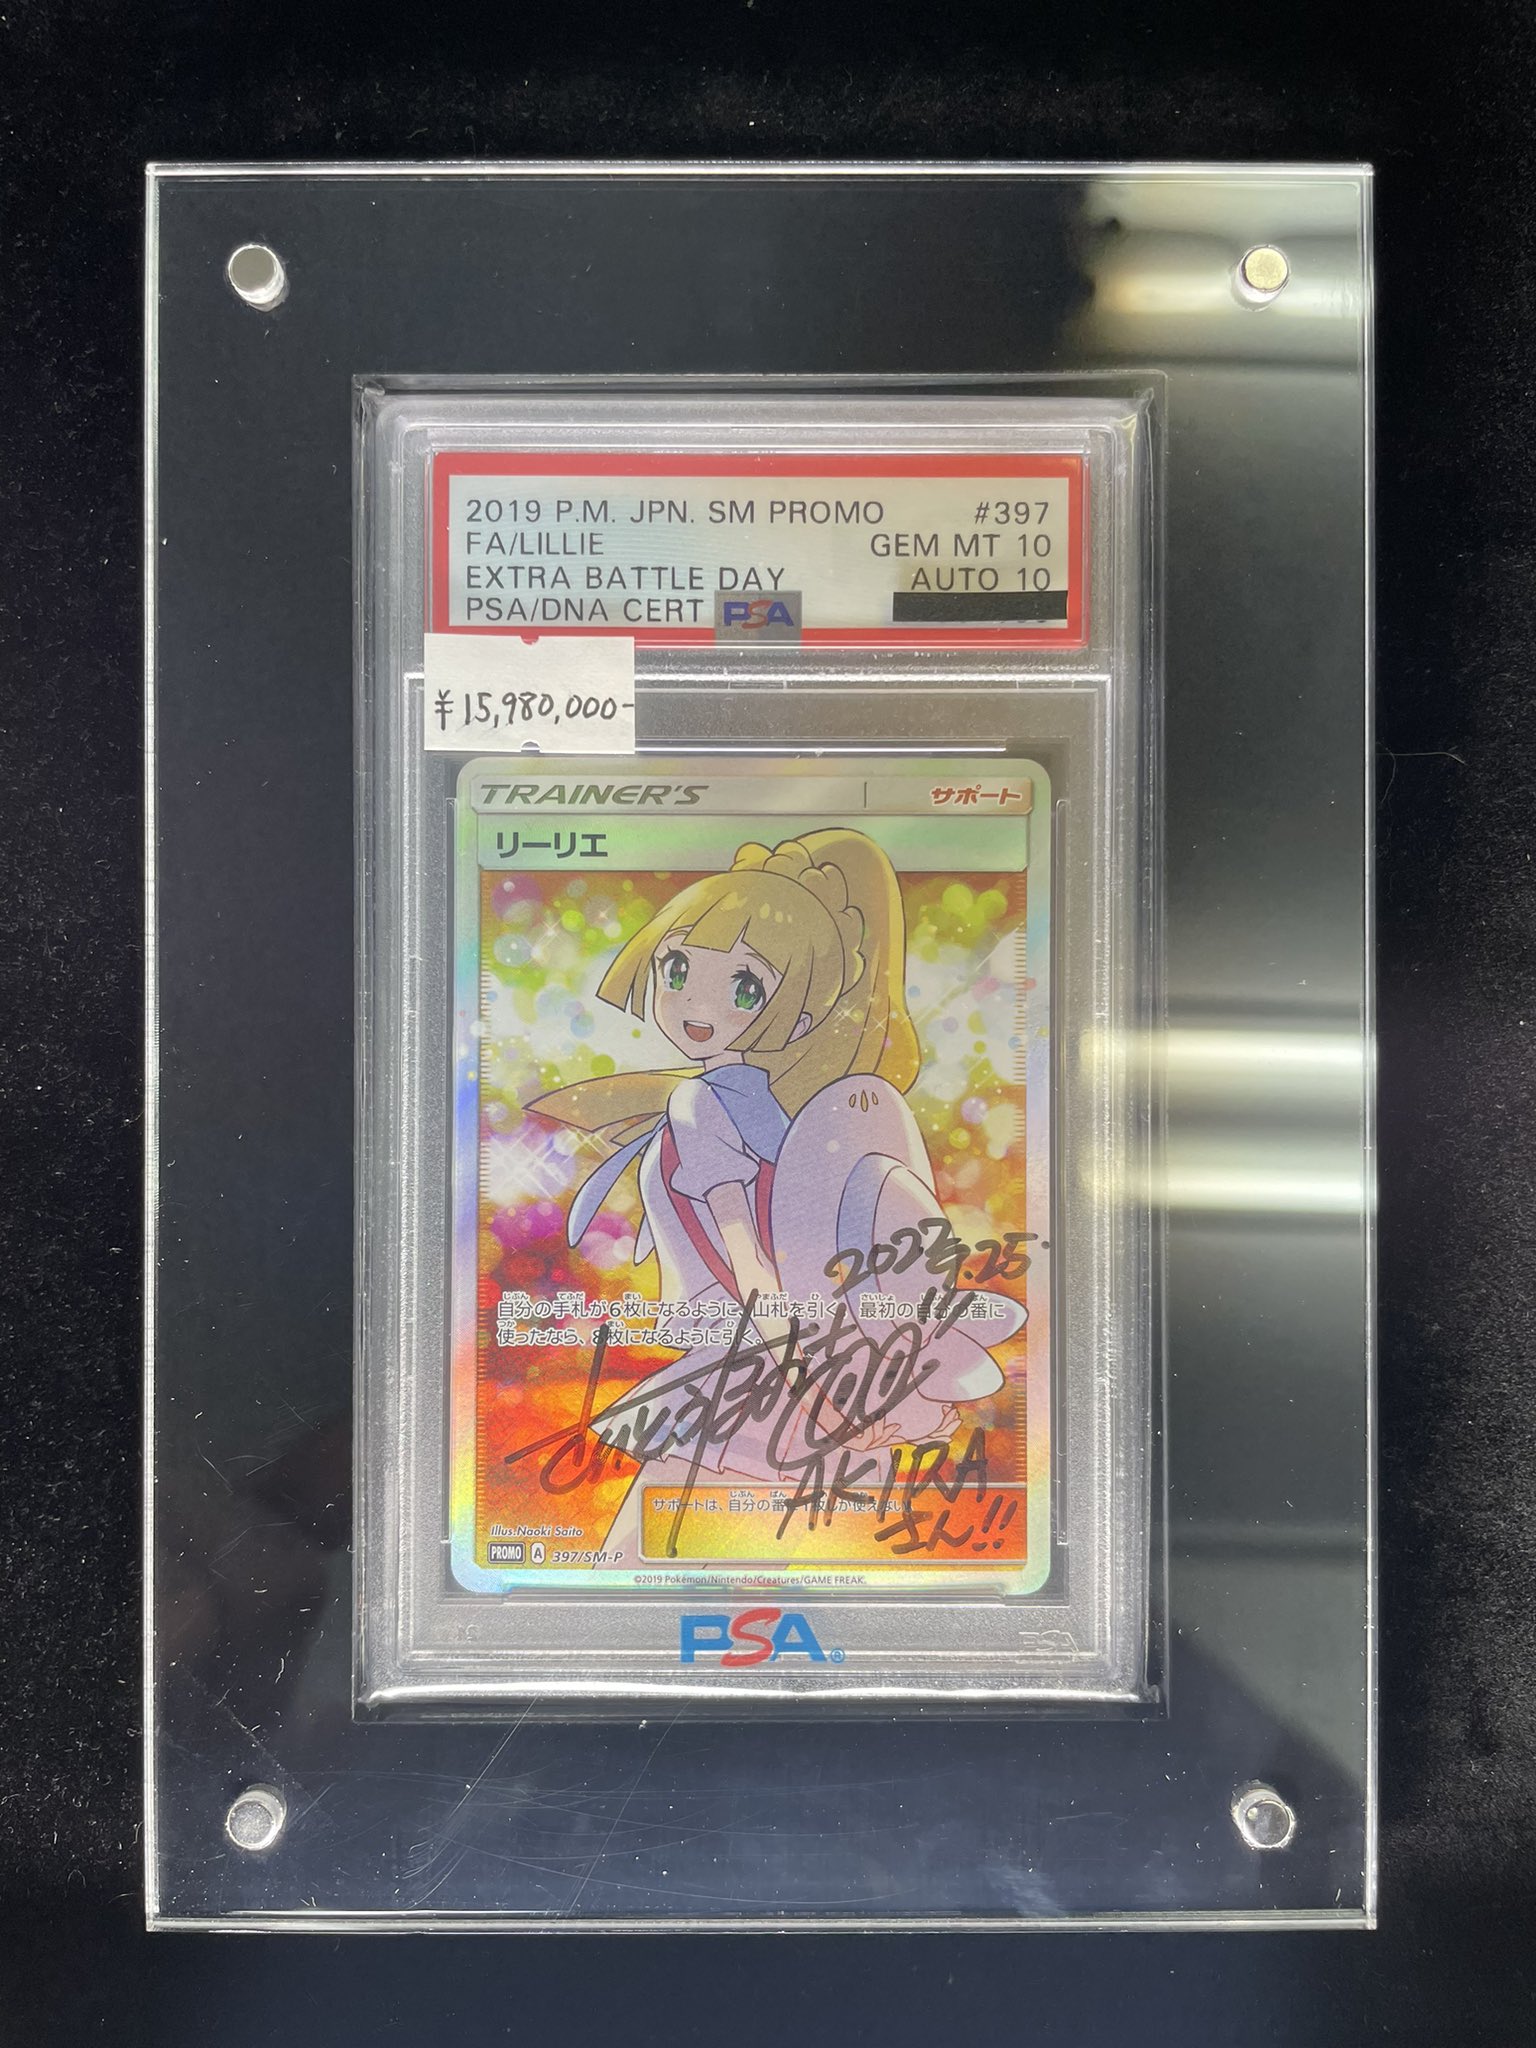 2019 P.M. JPN. SM PROMO #397
FA/LILLIE GEM MT 10
EXTRA BATTLE DAY AUTO 10
PSA/DNA CERT PSA
¥15,980,000-
TRAINER'S サポート
リーリエ
自分の手札が6枚になるように、山札を引く。最初の自分の番に
使ったなら、8枚になるように引く。
AKIRA
さん!!
サポートは、自分の番に1枚しか使えない。
Illus.Naoki Saito
PROMO A 397/SM-P
©2019 Pokémon/Nintendo/Creatures/GAME FREAK.
PSA®